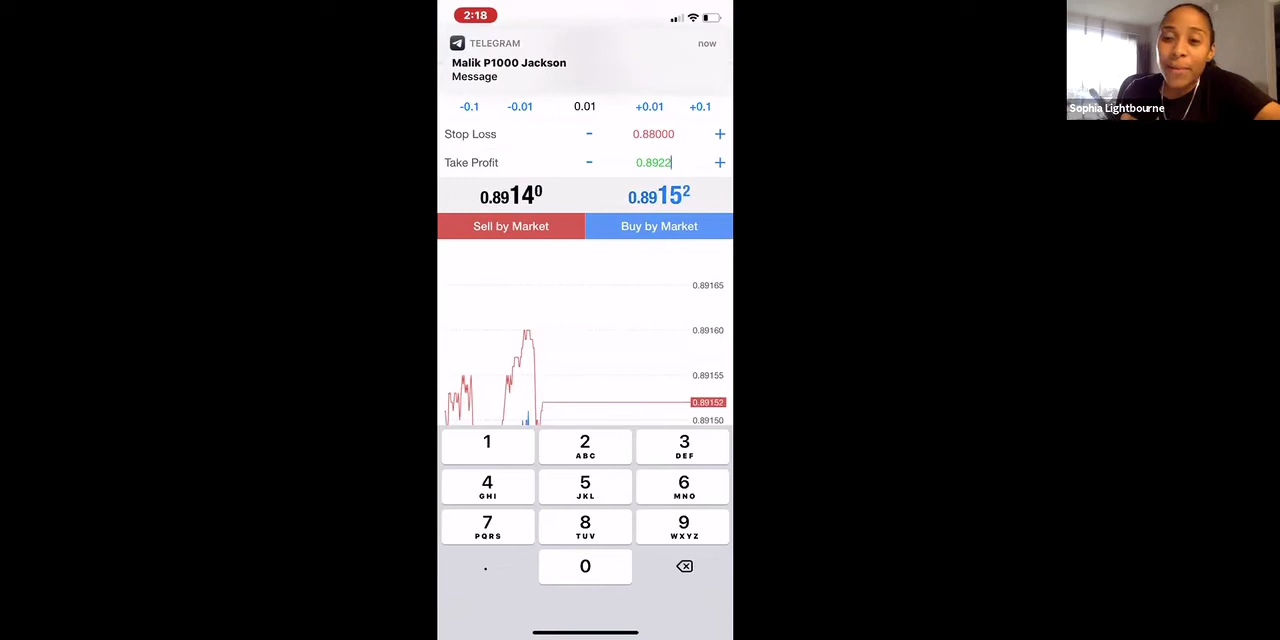 2:18
TELEGRAM now
Malik P1000 Jackson
Message
-0.1 -0.01 0.01 +0.01 +0.1
Stop Loss - 0.88000 +
Take Profit - 0.8922 +
0.89140 0.89152
Sell by Market Buy by Market
0.89165
0.89160
0.89155
0.89152
0.89150
1 2 3
ABC DEF
4 5 6
GHI JKL MNO
7 8 9
PQRS TUV WXYZ
. 0
Sophia Lightbourne